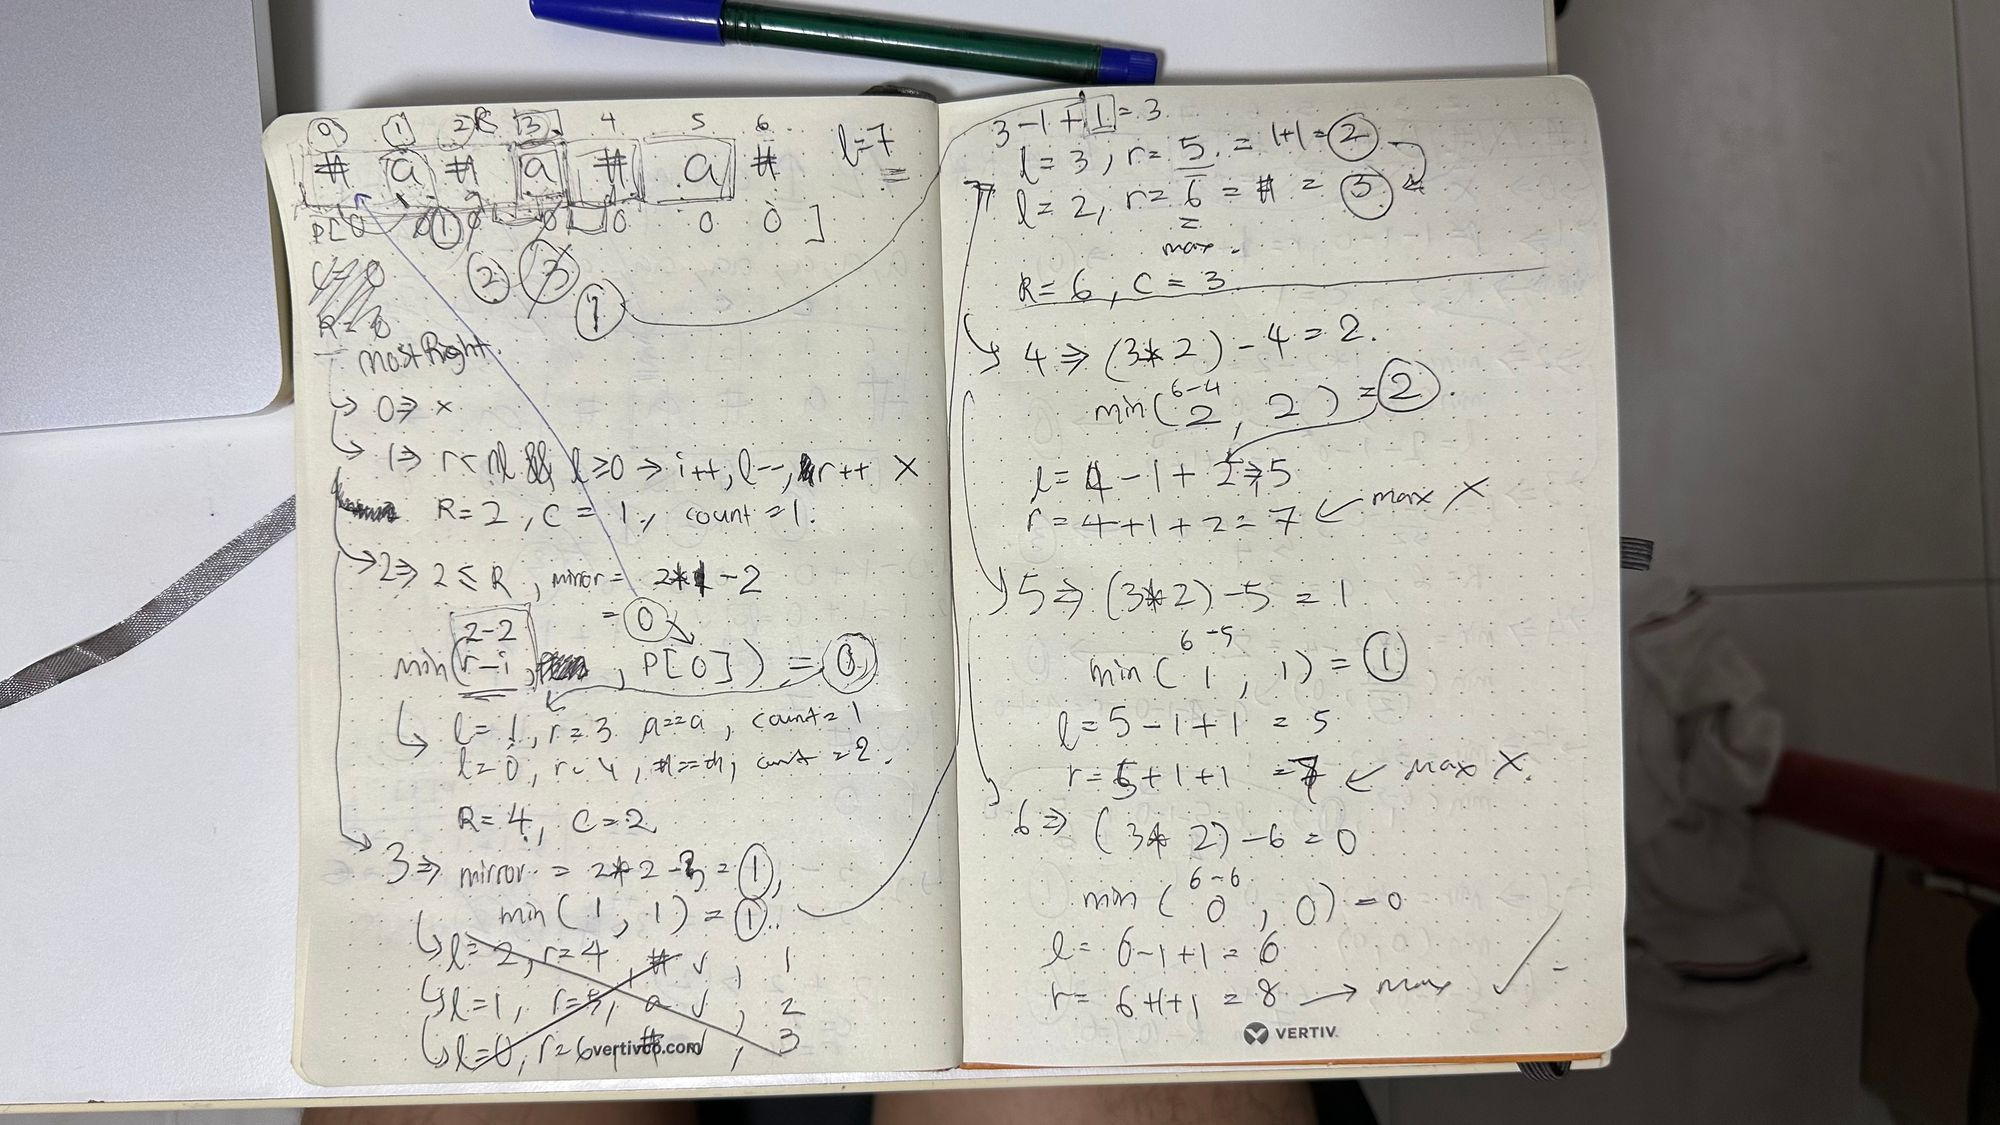 0 1 2 R 3 4 5 6
# a # a # a # l=7
P[0 0 1 0 0 0 0 0 ]
C=0 2 3
R=0 1
mostRight
0⇒ ×
1⇒ r<nl && l≥0 → i++, l--, r++ ×
R=2, C=1, count=1.
2⇒ 2≤R, mirror= 2*1-2
= 0
2-2
min(r-i, , P[0]) = 0
l=1, r=3 a==a, count=1
l=0, r=4, #==#, count=2.
R=4, C=2
3⇒ mirror = 2*2-3=1,
min(1, 1) = 1..
l=2, r=4 # ✓, 1
l=1, r=5, a ✓, 2
l=0, r=6, # ✓, 3
vertivco.com
3-1+1=3
l=3, r=5 = 1+1=2
l=2, r=6 = # = 3
=
max.
R=6, C=3
4⇒ (3*2)-4=2.
6-4
min(2, 2) =2.
l=4-1+2⇒5
r=4+1+2=7 ← max ×
5⇒ (3*2)-5=1
6-5
min(1, 1) = 1
l=5-1+1 = 5
r=5+1+1 =7 ← max ×.
6⇒ (3*2)-6=0
6-6
min(0, 0)=0
l= 6-1+1=6
r= 6+1+1 =8 → max ✓
VERTIV